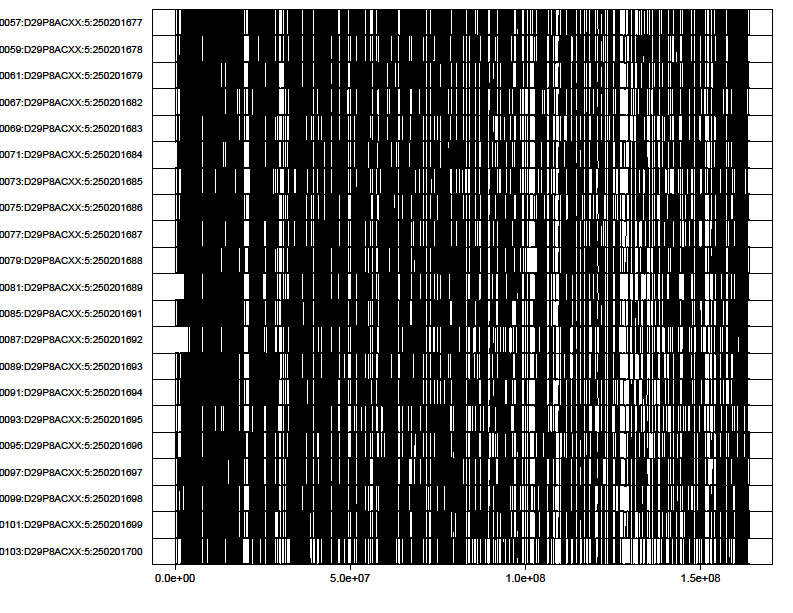 0057:D29P8ACXX:5:250201677
0059:D29P8ACXX:5:250201678
0061:D29P8ACXX:5:250201679
0067:D29P8ACXX:5:250201682
0069:D29P8ACXX:5:250201683
0071:D29P8ACXX:5:250201684
0073:D29P8ACXX:5:250201685
0075:D29P8ACXX:5:250201686
0077:D29P8ACXX:5:250201687
0079:D29P8ACXX:5:250201688
0081:D29P8ACXX:5:250201689
0085:D29P8ACXX:5:250201691
0087:D29P8ACXX:5:250201692
0089:D29P8ACXX:5:250201693
0091:D29P8ACXX:5:250201694
0093:D29P8ACXX:5:250201695
0095:D29P8ACXX:5:250201696
0097:D29P8ACXX:5:250201697
0099:D29P8ACXX:5:250201698
0101:D29P8ACXX:5:250201699
0103:D29P8ACXX:5:250201700
0.0e+00 5.0e+07 1.0e+08 1.5e+08